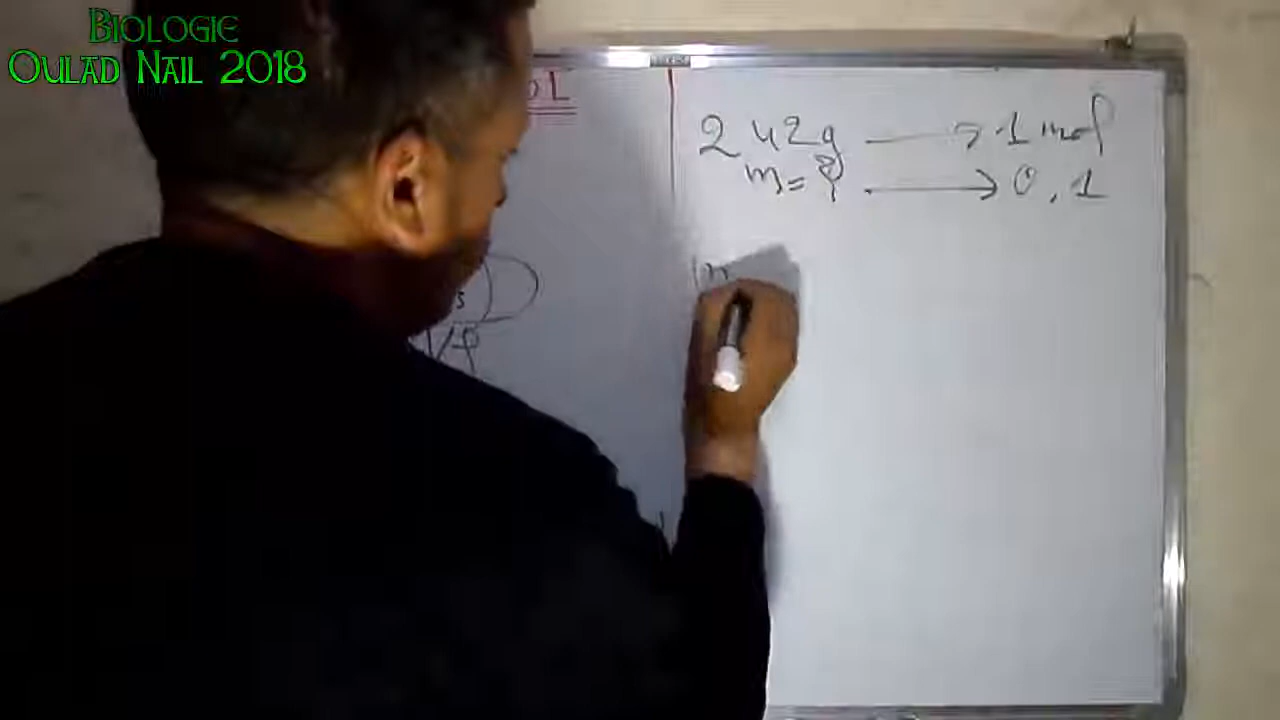 Biologie
Oulad Nail 2018
242g → 1 mol
m = ? → 0,1
m